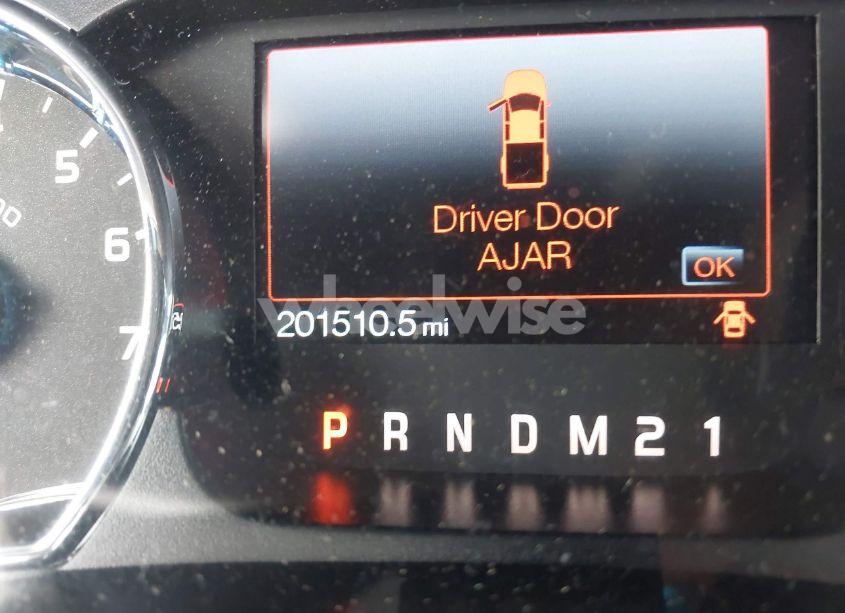 5
6
7
Driver Door
AJAR
OK
wheelwise
201510.5 mi
P R N D M 2 1